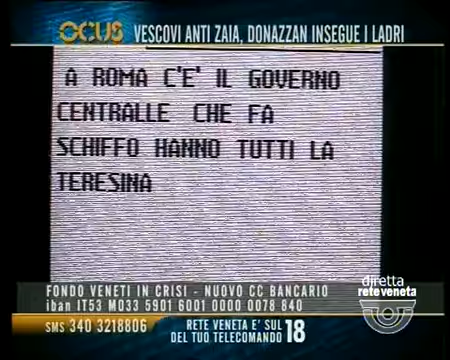 OCUS VESCOVI ANTI ZAIA, DONAZZAN INSEGUE I LADRI
A ROMA C'E' IL GOVERNO
CENTRALLE CHE FA
SCHIFFO HANNO TUTTI LA
TERESINA
FONDO VENETI IN CRISI - NUOVO CC BANCARIO
iban IT53 M033 5901 6001 0000 0078 840
diretta
reteveneta
SMS 340 3218806
RETE VENETA E' SUL
DEL TUO TELECOMANDO 18